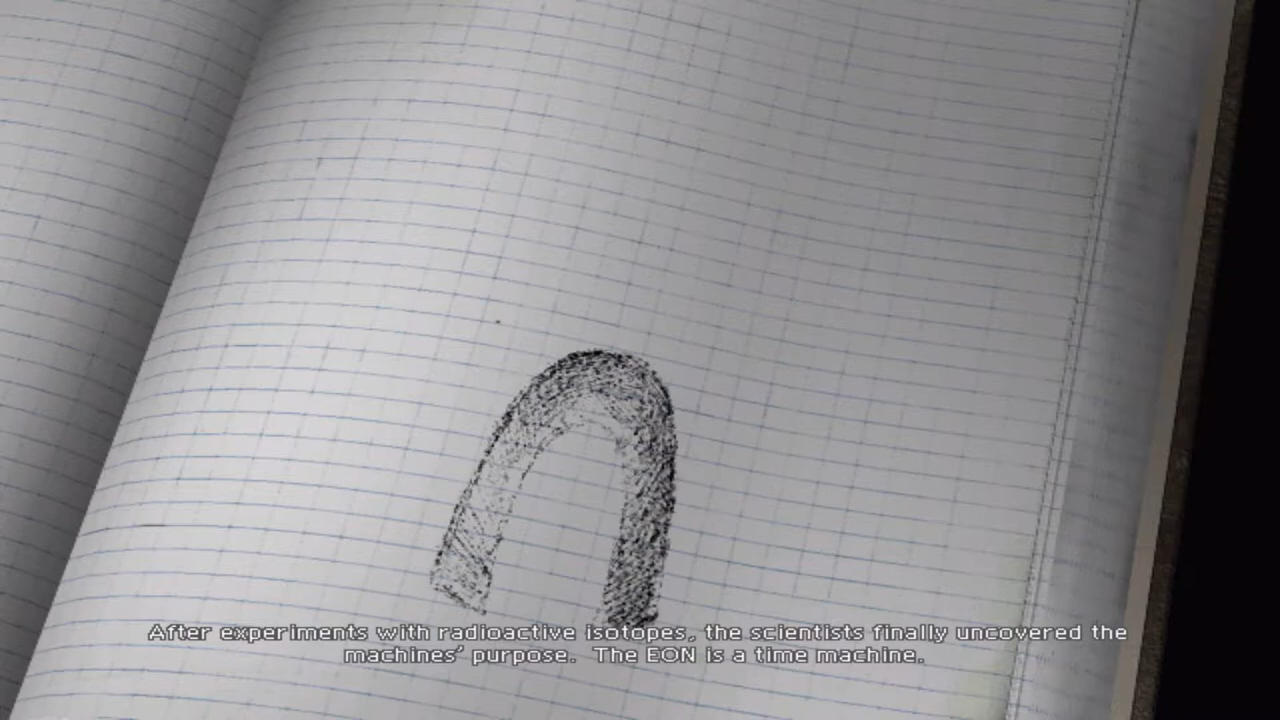 After experiments with radioactive isotopes, the scientists finally uncovered the
machines' purpose.  The EON is a time machine.